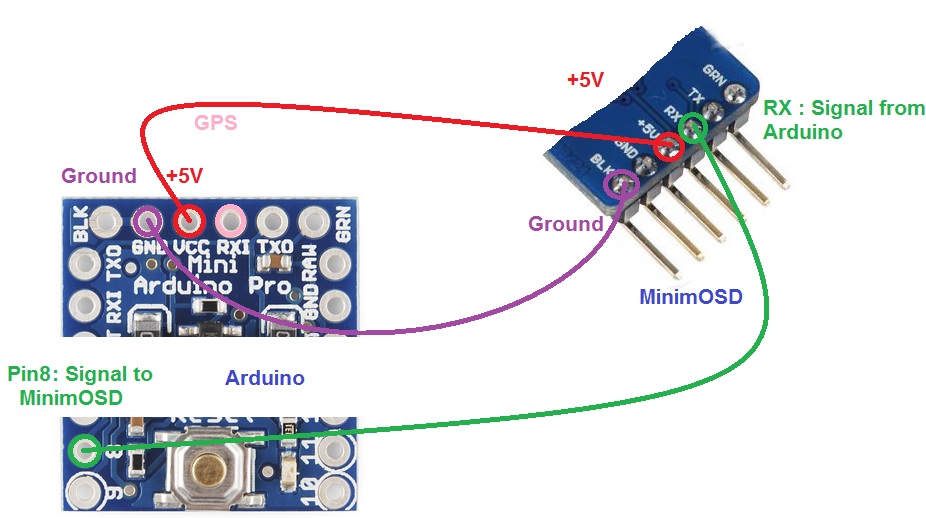 +5V
GRN
TX
RX
+5V
GND
BLK
RX : Signal from
Arduino
GPS
Ground
+5V
Ground
MinimOSD
BLK
GND
VCC
RXI
TXO
GRN
Mini
Arduino Pro
TXO
RXI
RAW
GND
Pin8: Signal to
MinimOSD
Arduino
8
9
11
10